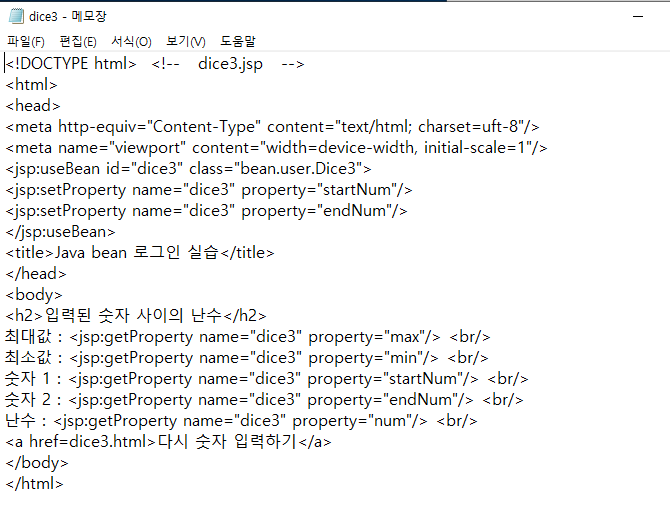 dice3 - 메모장
파일(F) 편집(E) 서식(O) 보기(V) 도움말
<!DOCTYPE html> <!-- dice3.jsp -->
<html>
<head>
<meta http-equiv="Content-Type" content="text/html; charset=uft-8"/>
<meta name="viewport" content="width=device-width, initial-scale=1"/>
<jsp:useBean id="dice3" class="bean.user.Dice3">
<jsp:setProperty name="dice3" property="startNum"/>
<jsp:setProperty name="dice3" property="endNum"/>
</jsp:useBean>
<title>Java bean 로그인 실습</title>
</head>
<body>
<h2>입력된 숫자 사이의 난수</h2>
최대값 : <jsp:getProperty name="dice3" property="max"/> <br/>
최소값 : <jsp:getProperty name="dice3" property="min"/> <br/>
숫자 1 : <jsp:getProperty name="dice3" property="startNum"/> <br/>
숫자 2 : <jsp:getProperty name="dice3" property="endNum"/> <br/>
난수 : <jsp:getProperty name="dice3" property="num"/> <br/>
<a href=dice3.html>다시 숫자 입력하기</a>
</body>
</html>